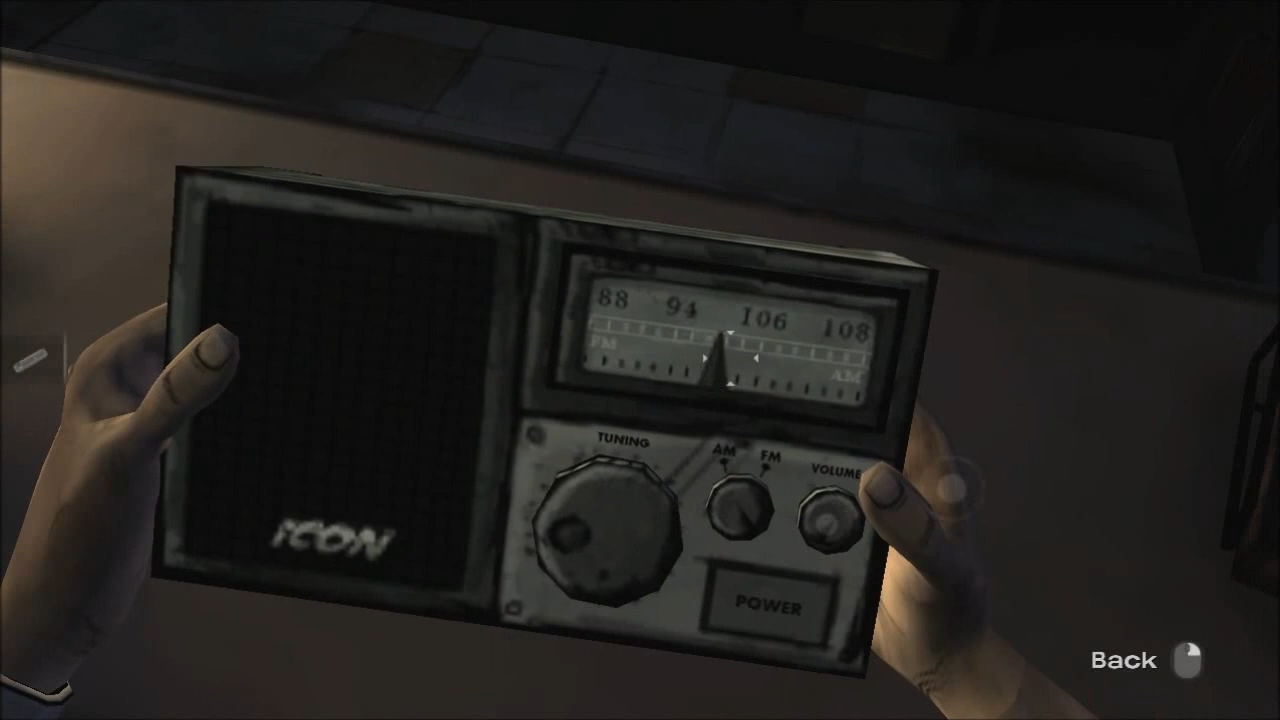 88 94 106 108
FM AM
TUNING
AM FM
VOLUME
ICON
POWER
Back